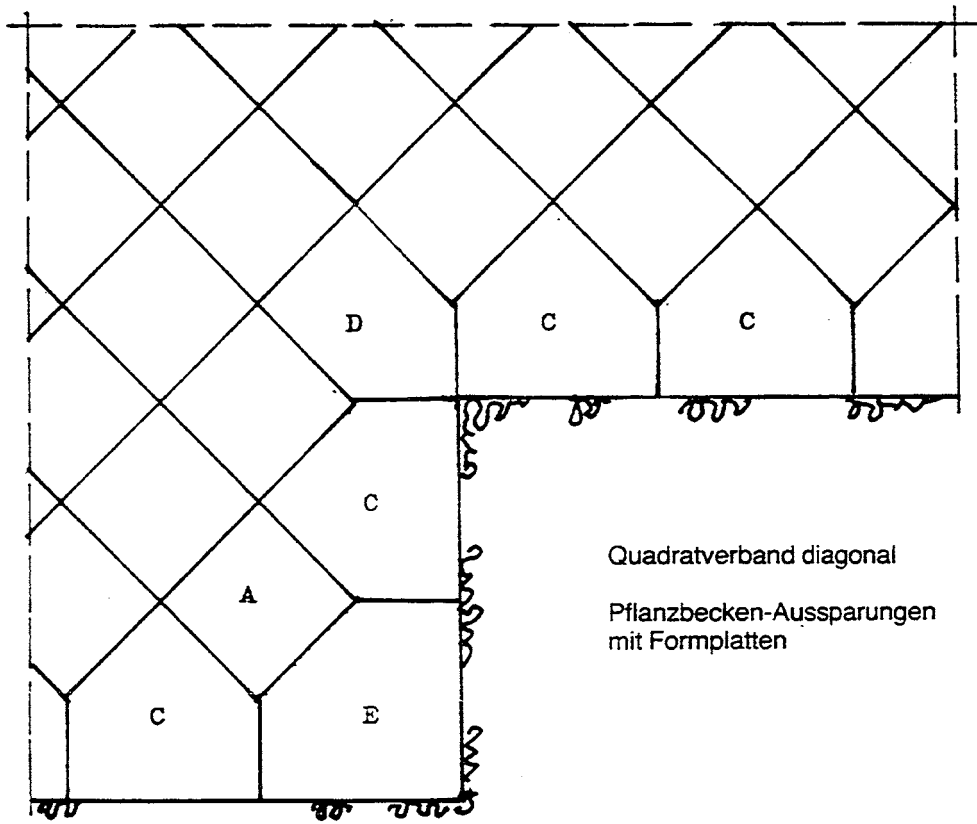 D
C
C
C
A
C
E
Quadratverband diagonal
Pflanzbecken-Aussparungen
mit Formplatten